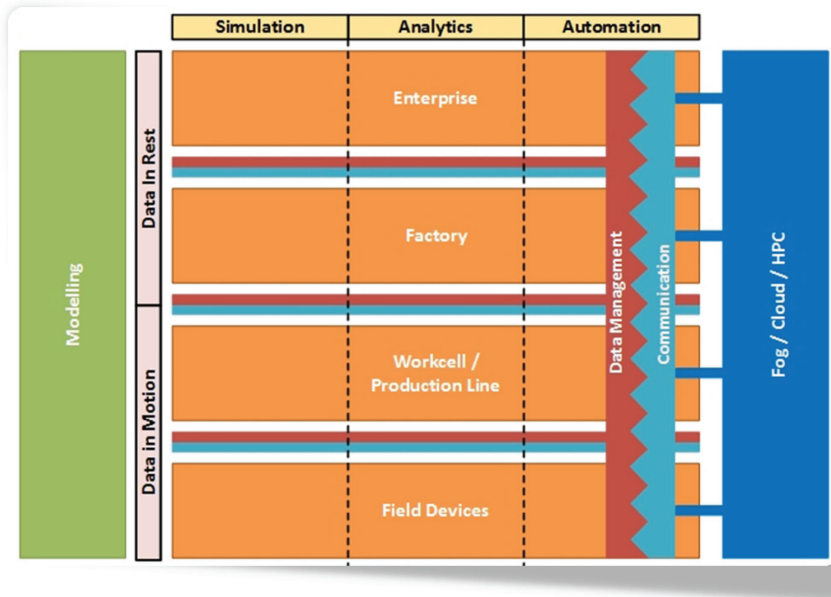 Simulation
Analytics
Automation
Modelling
Data In Rest
Data in Motion
Enterprise
Factory
Workcell /
Production Line
Field Devices
Data Management
Communication
Fog / Cloud / HPC